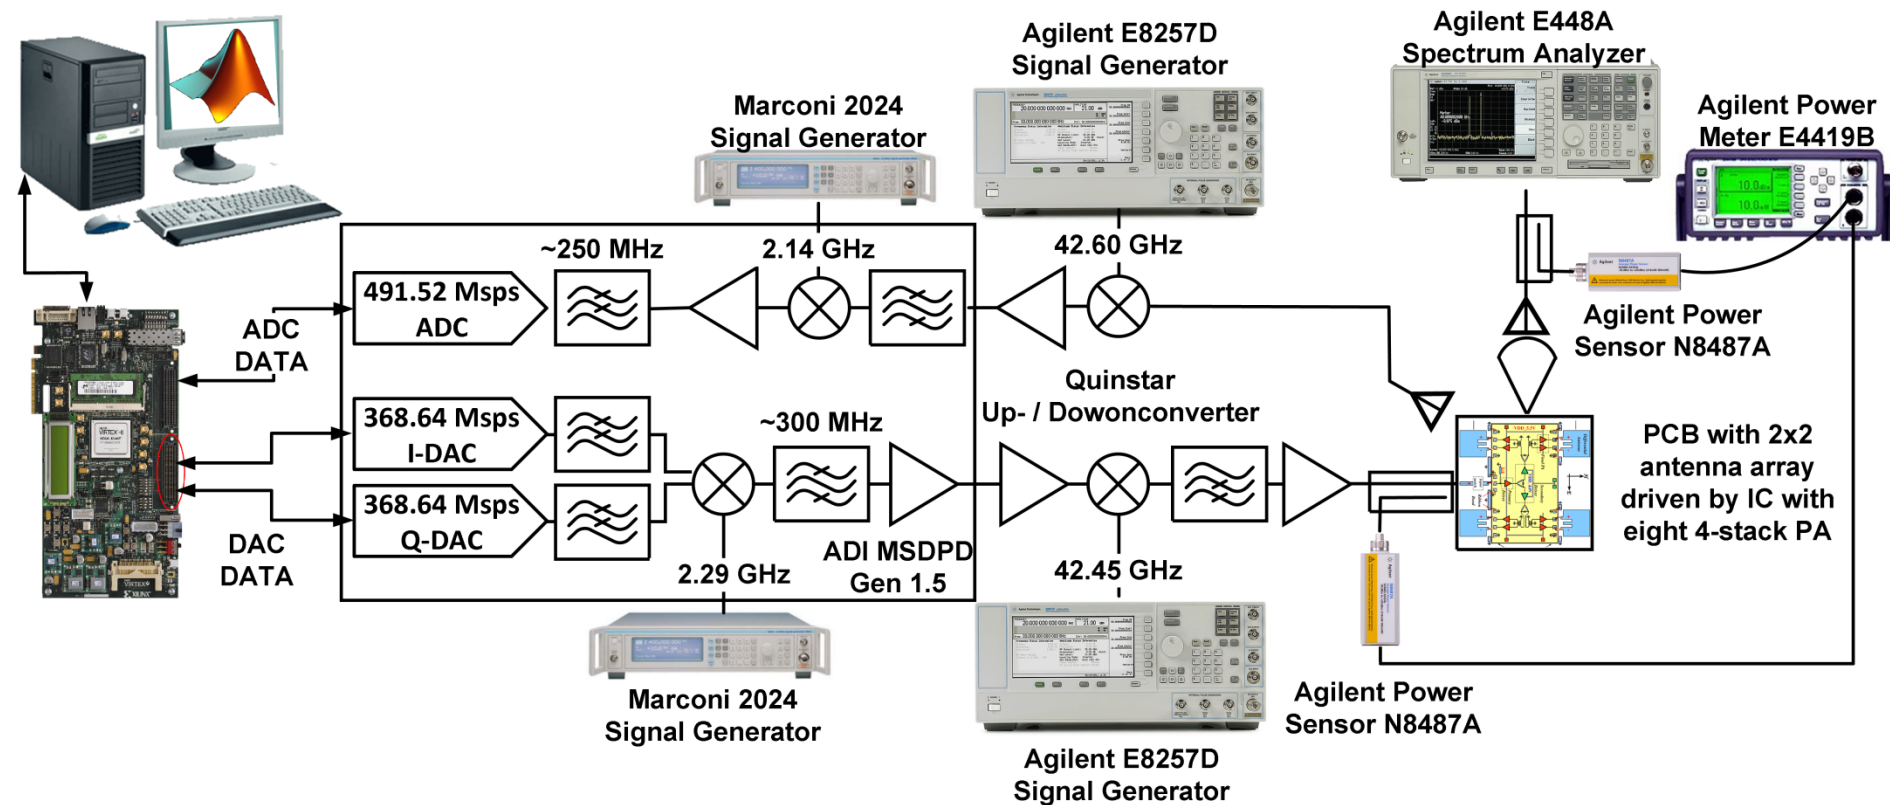 Agilent E8257D
Signal Generator
Agilent E448A
Spectrum Analyzer
Marconi 2024
Signal Generator
Agilent Power
Meter E4419B
~250 MHz
2.14 GHz
42.60 GHz
491.52 Msps
ADC
ADC
DATA
Agilent Power
Sensor N8487A
Quinstar
Up- / Dowonconverter
368.64 Msps
I-DAC
~300 MHz
PCB with 2x2
antenna array
driven by IC with
eight 4-stack PA
368.64 Msps
Q-DAC
DAC
DATA
ADI MSDPD
Gen 1.5
2.29 GHz
42.45 GHz
Marconi 2024
Signal Generator
Agilent Power
Sensor N8487A
Agilent E8257D
Signal Generator